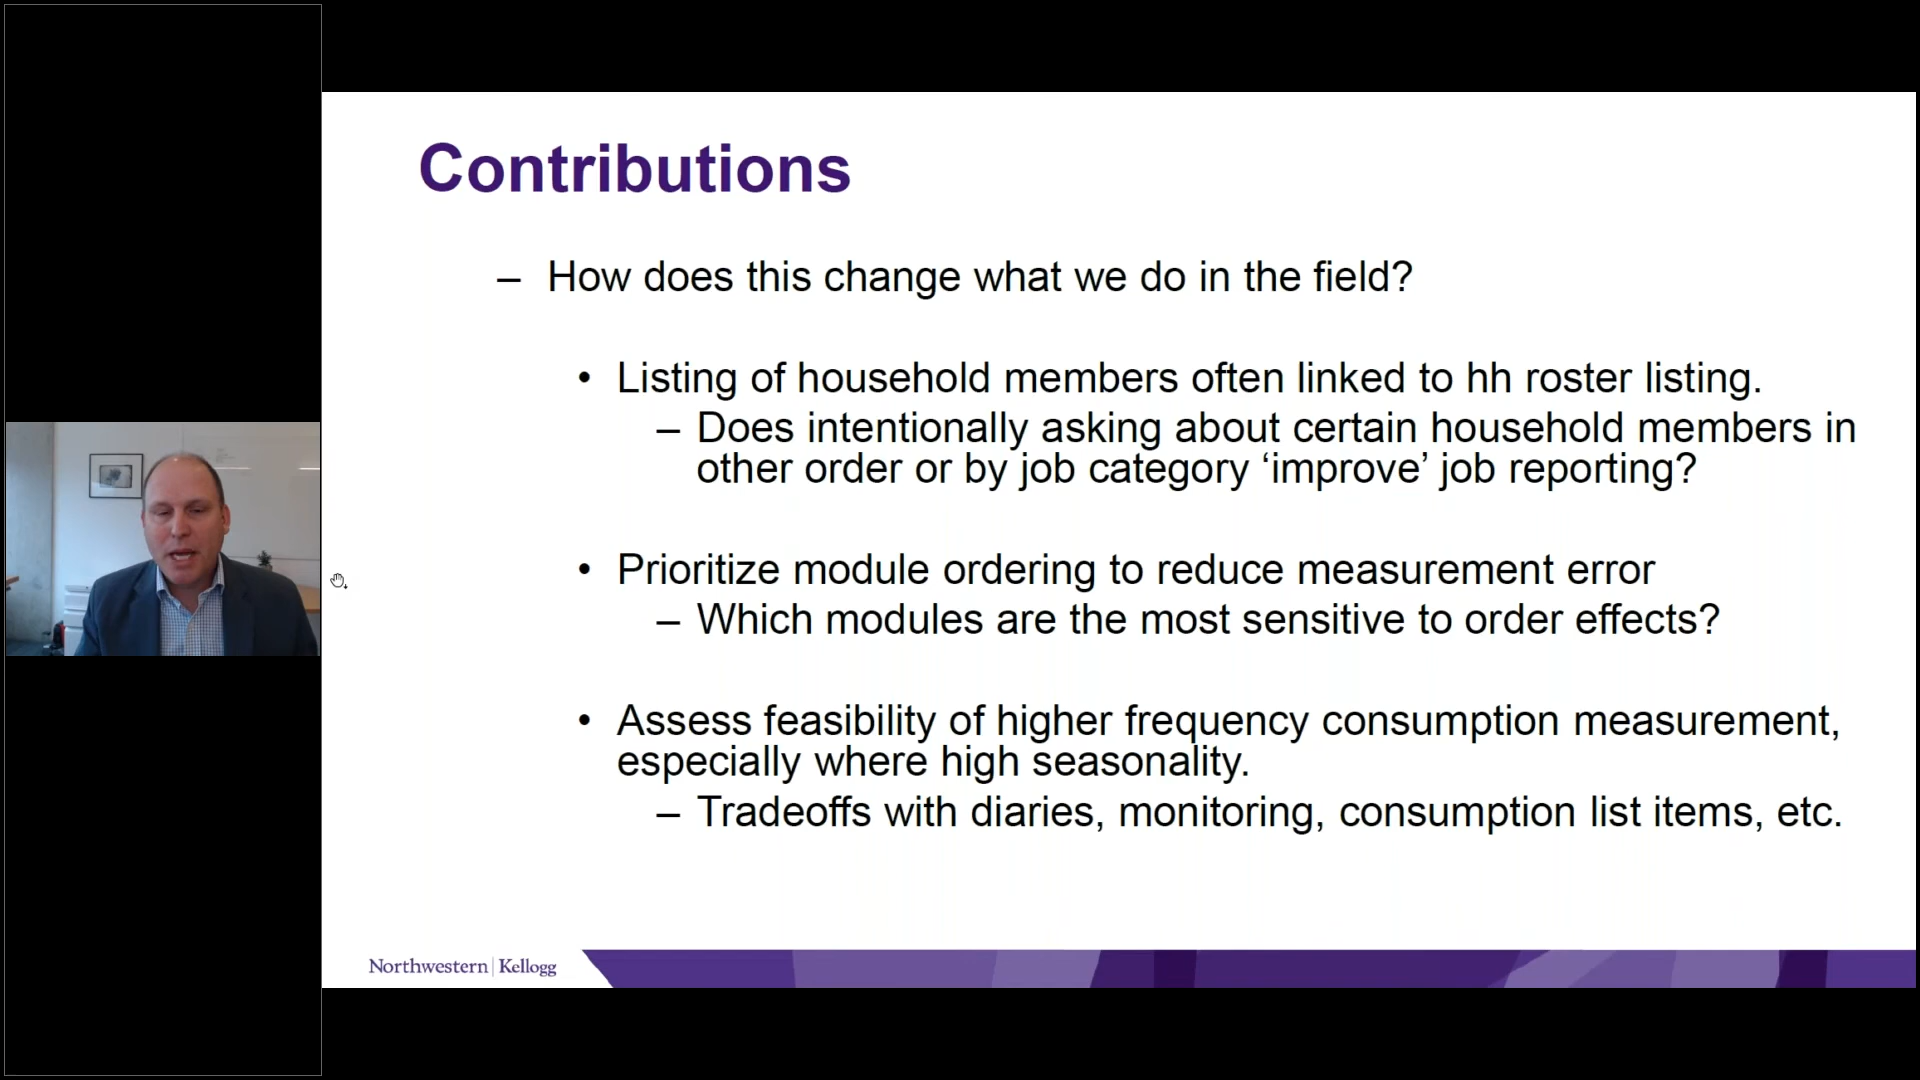 Contributions
– How does this change what we do in the field?
• Listing of household members often linked to hh roster listing.
– Does intentionally asking about certain household members in
other order or by job category ‘improve’ job reporting?
• Prioritize module ordering to reduce measurement error
– Which modules are the most sensitive to order effects?
• Assess feasibility of higher frequency consumption measurement,
especially where high seasonality.
– Tradeoffs with diaries, monitoring, consumption list items, etc.
Northwestern | Kellogg